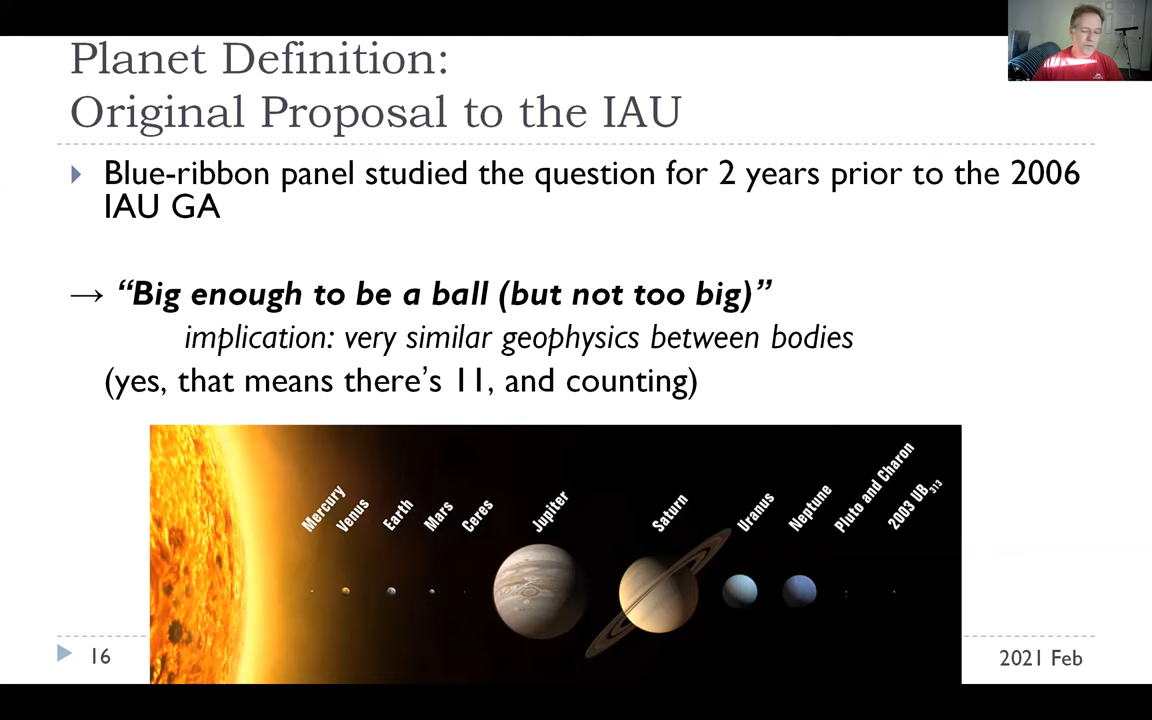 Planet Definition:
Original Proposal to the IAU
Blue-ribbon panel studied the question for 2 years prior to the 2006
IAU GA
→ “Big enough to be a ball (but not too big)”
implication: very similar geophysics between bodies
(yes, that means there’s 11, and counting)
Mercury
Venus
Earth
Mars
Ceres
Jupiter
Saturn
Uranus
Neptune
Pluto and Charon
2003 UB313
16
2021 Feb